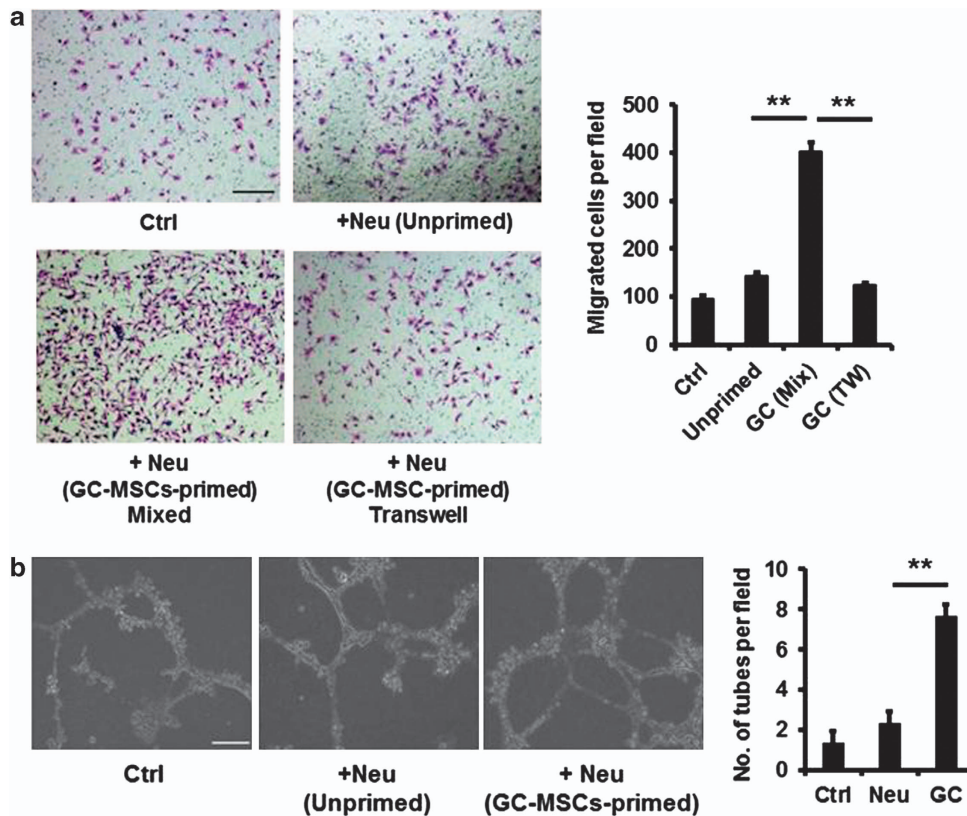 a
Ctrl
+Neu (Unprimed)
+ Neu
(GC-MSCs-primed)
Mixed
+ Neu
(GC-MSC-primed)
Transwell
Migrated cells per field
500
400
300
200
100
0
**
**
Ctrl
Unprimed
GC (Mix)
GC (TW)
b
Ctrl
+Neu
(Unprimed)
+ Neu
(GC-MSCs-primed)
No. of tubes per field
10
8
6
4
2
0
**
Ctrl Neu GC